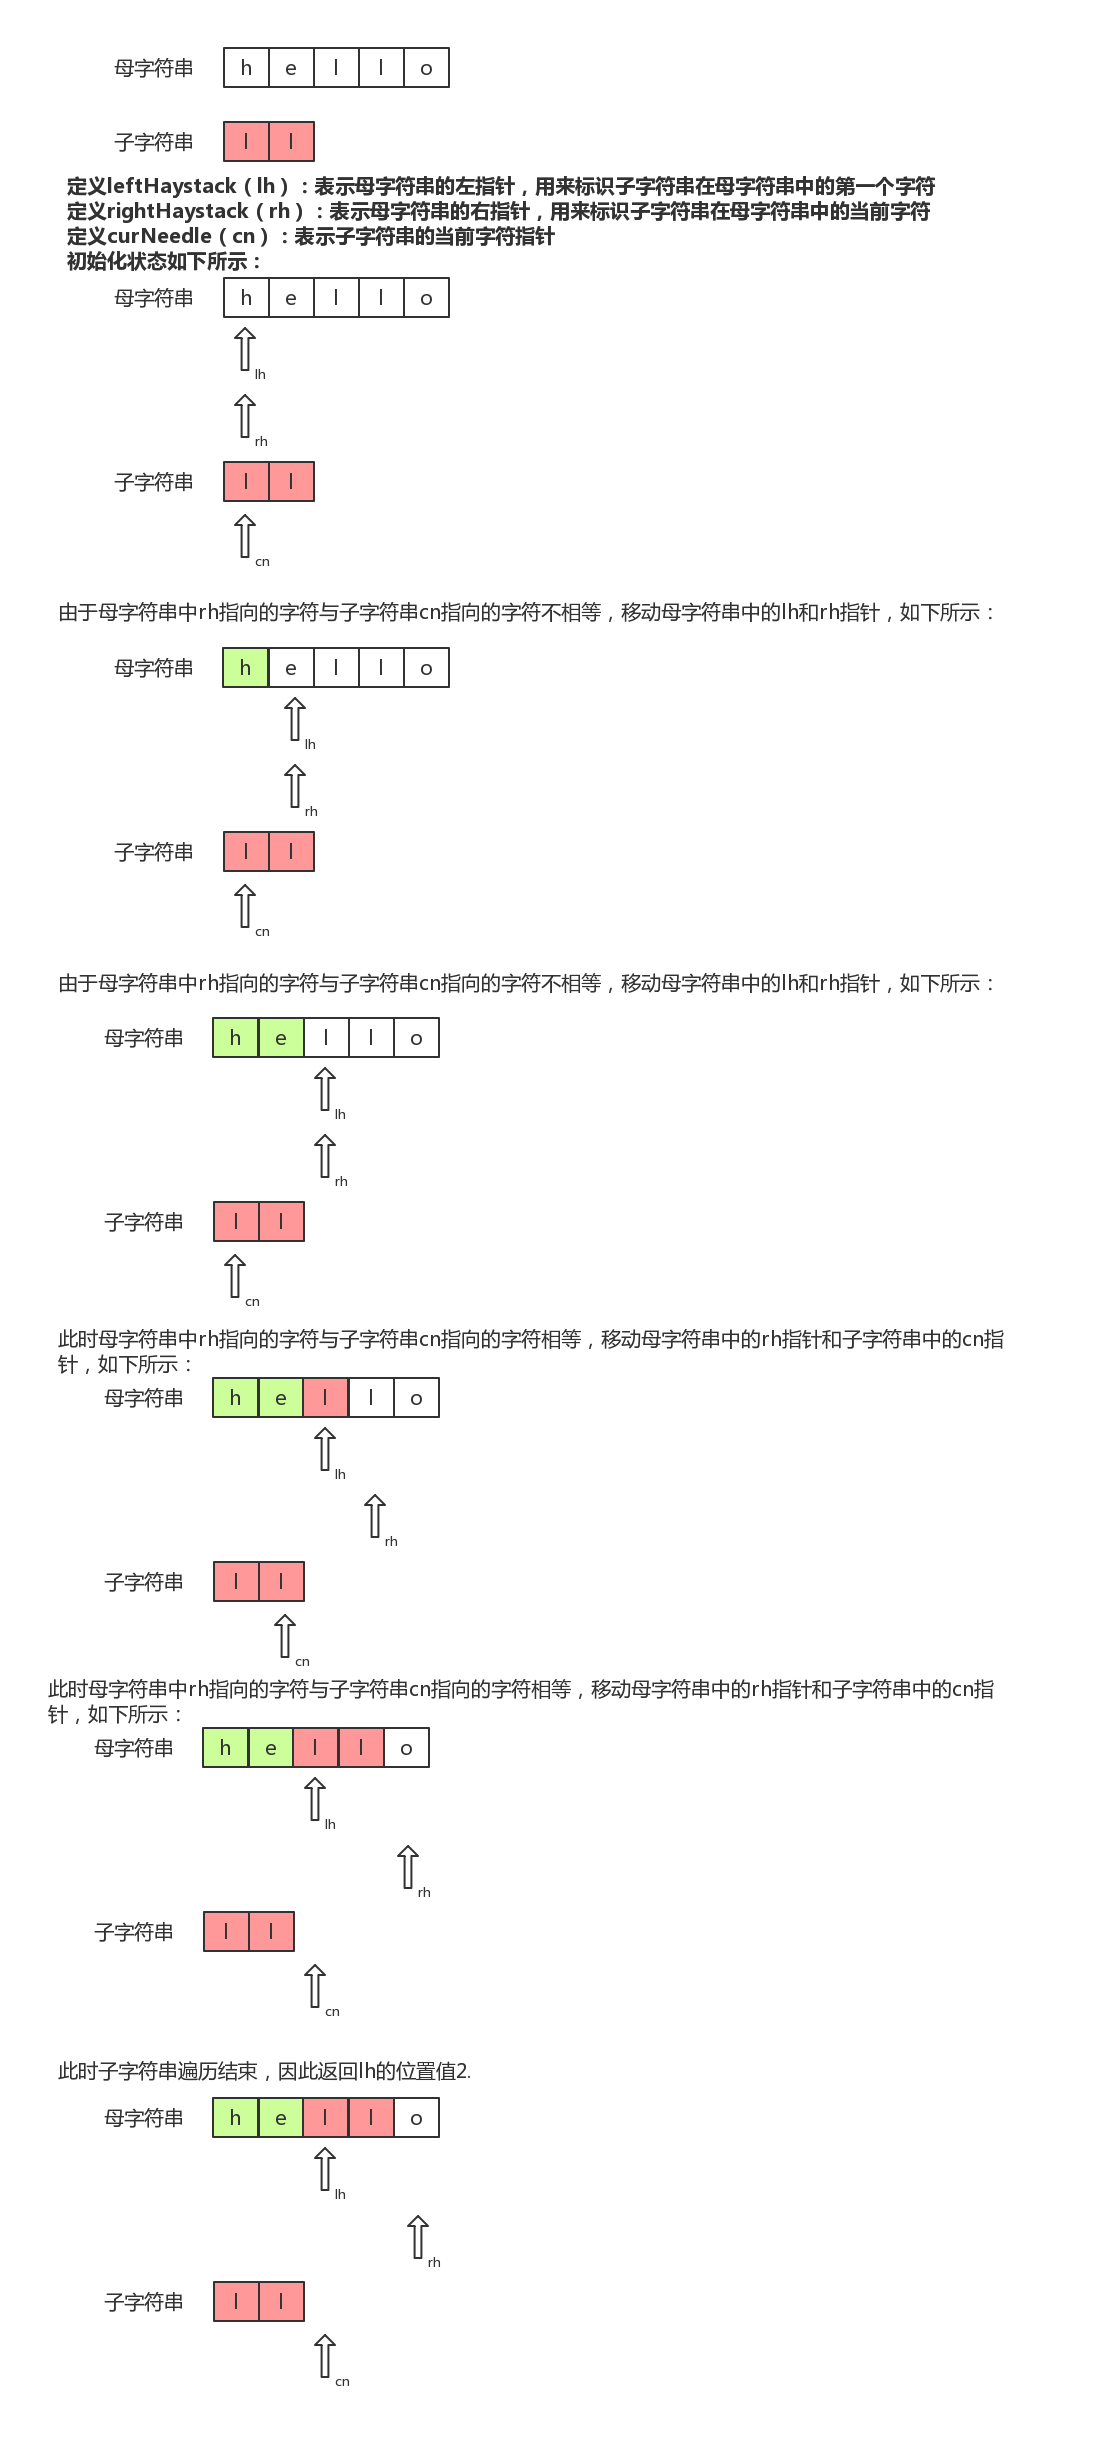 母字符串 h e l l o
子字符串 l l
定义leftHaystack（lh）：表示母字符串的左指针，用来标识子字符串在母字符串中的第一个字符
定义rightHaystack（rh）：表示母字符串的右指针，用来标识子字符串在母字符串中的当前字符
定义curNeedle（cn）：表示子字符串的当前字符指针
初始化状态如下所示：
母字符串 h e l l o
lh
rh
子字符串 l l
cn
由于母字符串中rh指向的字符与子字符串cn指向的字符不相等，移动母字符串中的lh和rh指针，如下所示：
母字符串 h e l l o
lh
rh
子字符串 l l
cn
由于母字符串中rh指向的字符与子字符串cn指向的字符不相等，移动母字符串中的lh和rh指针，如下所示：
母字符串 h e l l o
lh
rh
子字符串 l l
cn
此时母字符串中rh指向的字符与子字符串cn指向的字符相等，移动母字符串中的rh指针和子字符串中的cn指
针，如下所示：
母字符串 h e l l o
lh
rh
子字符串 l l
cn
此时母字符串中rh指向的字符与子字符串cn指向的字符相等，移动母字符串中的rh指针和子字符串中的cn指
针，如下所示：
母字符串 h e l l o
lh
rh
子字符串 l l
cn
此时子字符串遍历结束，因此返回lh的位置值2.
母字符串 h e l l o
lh
rh
子字符串 l l
cn